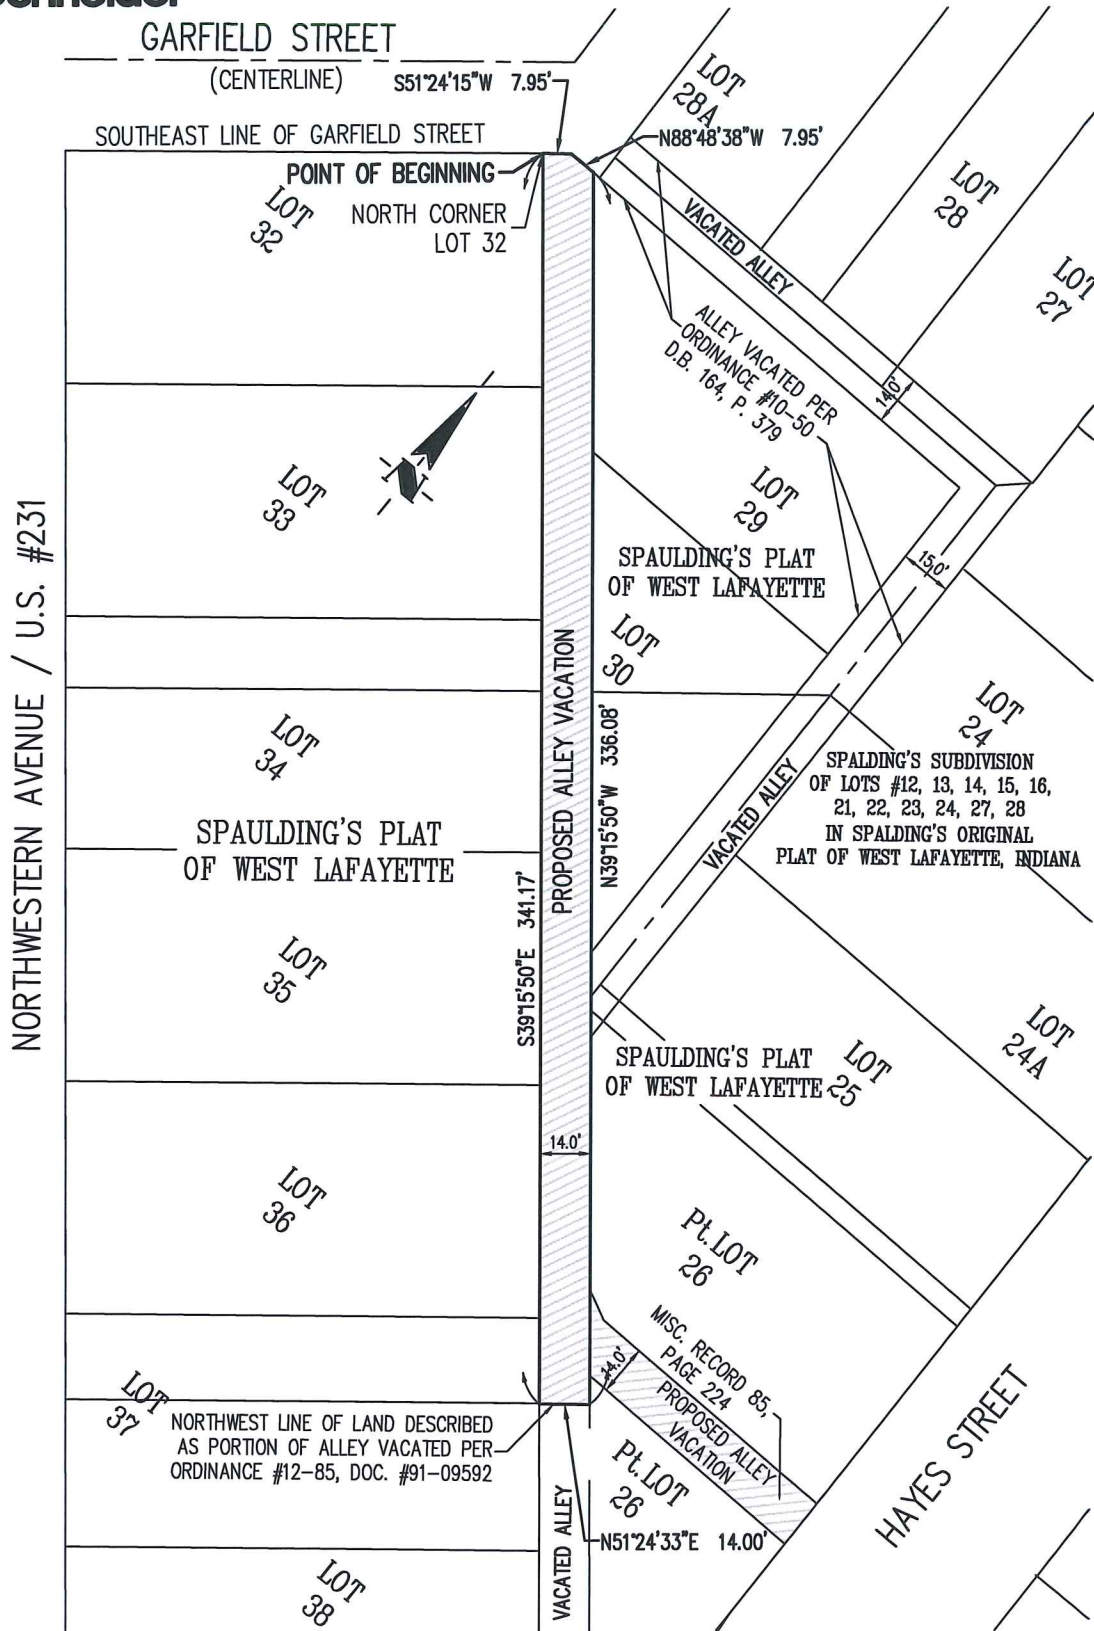 GARFIELD STREET
(CENTERLINE)
S51°24'15"W 7.95'
SOUTHEAST LINE OF GARFIELD STREET
N88°48'38"W 7.95'
POINT OF BEGINNING
NORTH CORNER
LOT 32
LOT
32
LOT
28A
LOT
28
LOT
27
VACATED ALLEY
ALLEY VACATED PER
ORDINANCE #10-50
D.B. 164, P. 379
14.0'
LOT
33
N
LOT
29
SPAULDING'S PLAT
OF WEST LAFAYETTE
15.0'
LOT
30
NORTHWESTERN AVENUE / U.S. #231
PROPOSED ALLEY VACATION
N39°15'50"W 336.08'
S39°15'50"E 341.17'
LOT
34
SPAULDING'S PLAT
OF WEST LAFAYETTE
LOT
24
SPALDING'S SUBDIVISION
OF LOTS #12, 13, 14, 15, 16,
21, 22, 23, 24, 27, 28
IN SPALDING'S ORIGINAL
PLAT OF WEST LAFAYETTE, INDIANA
VACATED ALLEY
LOT
35
LOT
24A
SPAULDING'S PLAT
OF WEST LAFAYETTE
LOT
25
14.0'
LOT
36
Pt.LOT
26
MISC. RECORD 85,
PAGE 224
PROPOSED ALLEY
VACATION
14.0'
LOT
37
NORTHWEST LINE OF LAND DESCRIBED
AS PORTION OF ALLEY VACATED PER
ORDINANCE #12-85, DOC. #91-09592
Pt.LOT
26
N51°24'33"E 14.00'
VACATED ALLEY
HAYES STREET
LOT
38